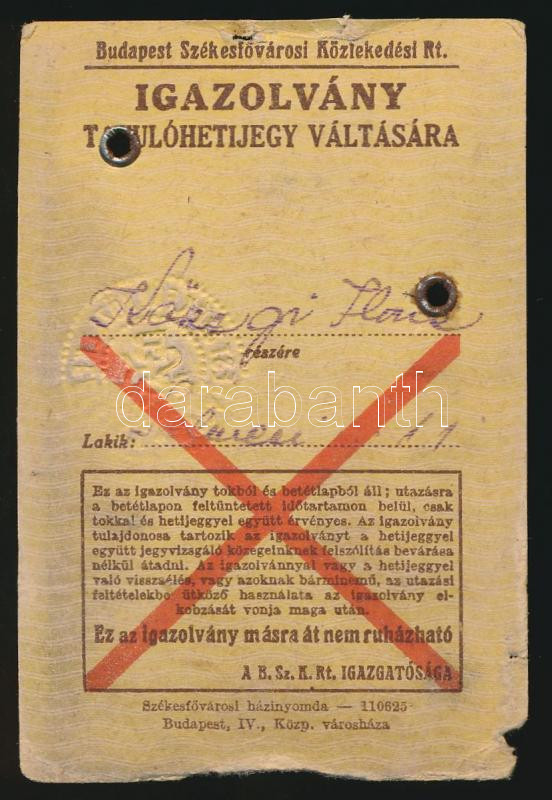 Budapest Székesfővárosi Közlekedési Rt.
IGAZOLVÁNY
TANULÓHETIJEGY VÁLTÁSÁRA
Ilona
részére
darabanth
Lakik:
Ez az igazolvány tokból és betétlapból áll; utazásra
a betétlapon feltüntetett időtartamon belül, csak
tokkal és hetijeggyel együtt érvényes. Az igazolvány
tulajdonosa tartozik az igazolványt a hetijeggyel
együtt jegyvizsgáló közegeinknek felszólítás bevárása
nélkül átadni. Az igazolvánnyal vagy a hetijeggyel
való visszaélés, vagy azoknak bárminemű, az utazási
feltételekbe ütköző használata az igazolvány el-
kobzását vonja maga után.
Ez az igazolvány másra át nem ruházható
A B. Sz. K. Rt. IGAZGATÓSÁGA
Székesfővárosi házinyomda — 110625
Budapest, IV., Közp. városháza